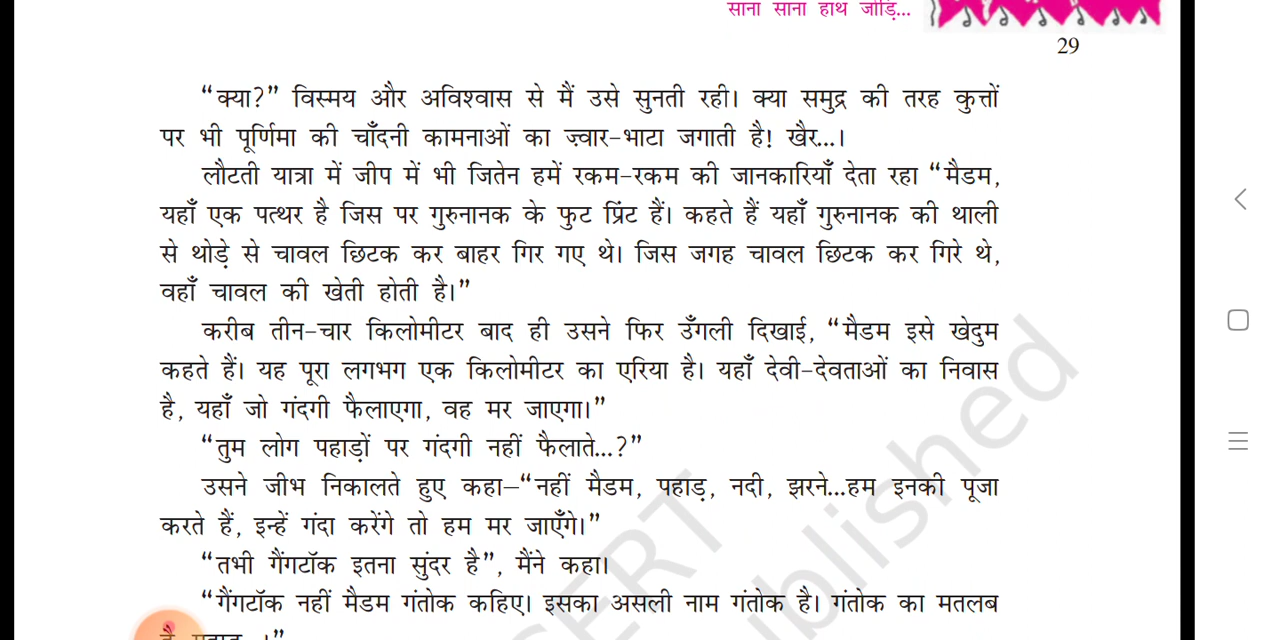 साना साना हाथ जोड़ि...
29
“क्या?” विस्मय और अविश्वास से मैं उसे सुनती रही। क्या समुद्र की तरह कुत्तों
पर भी पूर्णिमा की चाँदनी कामनाओं का ज़्वार-भाटा जगाती है! खैर...।
लौटती यात्रा में जीप में भी जितेन हमें रकम-रकम की जानकारियाँ देता रहा “मैडम,
यहाँ एक पत्थर है जिस पर गुरुनानक के फुट प्रिंट हैं। कहते हैं यहाँ गुरुनानक की थाली
से थोड़े से चावल छिटक कर बाहर गिर गए थे। जिस जगह चावल छिटक कर गिरे थे,
वहाँ चावल की खेती होती है।”
करीब तीन-चार किलोमीटर बाद ही उसने फिर उँगली दिखाई, “मैडम इसे खेदुम
कहते हैं। यह पूरा लगभग एक किलोमीटर का एरिया है। यहाँ देवी-देवताओं का निवास
है, यहाँ जो गंदगी फैलाएगा, वह मर जाएगा।”
“तुम लोग पहाड़ों पर गंदगी नहीं फैलाते...?”
उसने जीभ निकालते हुए कहा—“नहीं मैडम, पहाड़, नदी, झरने...हम इनकी पूजा
करते हैं, इन्हें गंदा करेंगे तो हम मर जाएँगे।”
“तभी गैंगटॉक इतना सुंदर है”, मैंने कहा।
“गैंगटॉक नहीं मैडम गंतोक कहिए। इसका असली नाम गंतोक है। गंतोक का मतलब